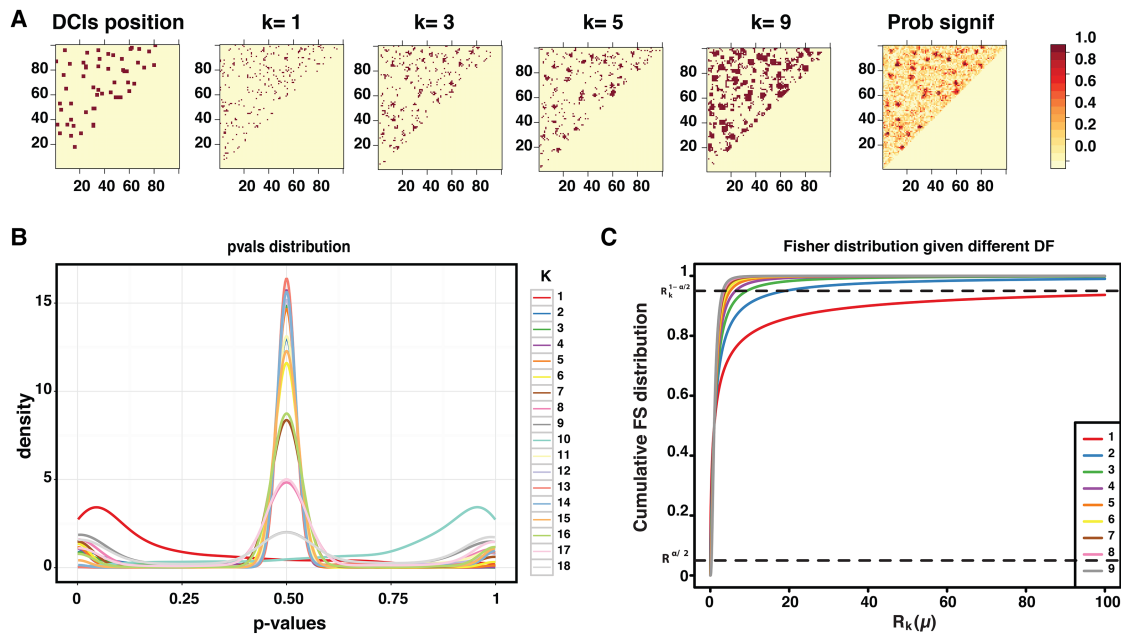 A
DCIs position
k= 1
k= 3
k= 5
k= 9
Prob signif
20 40 60 80
20 40 60 80
20 40 60 80
20 40 60 80
20 40 60 80
20 40 60 80
80
60
40
20
80
60
40
20
80
60
40
20
80
60
40
20
80
60
40
20
80
60
40
20
1.0
0.8
0.6
0.4
0.2
0.0
B
pvals distribution
density
15
10
5
0
0 0.25 0.50 0.75 1
p-values
K
1
2
3
4
5
6
7
8
9
10
11
12
13
14
15
16
17
18
C
Fisher distribution given different DF
Cumulative FS distribution
1
0.8
0.6
0.4
0.2
0
R_k^{1− α/2}
R^{α/ 2}
0 20 40 60 80 100
R_k(μ)
1
2
3
4
5
6
7
8
9